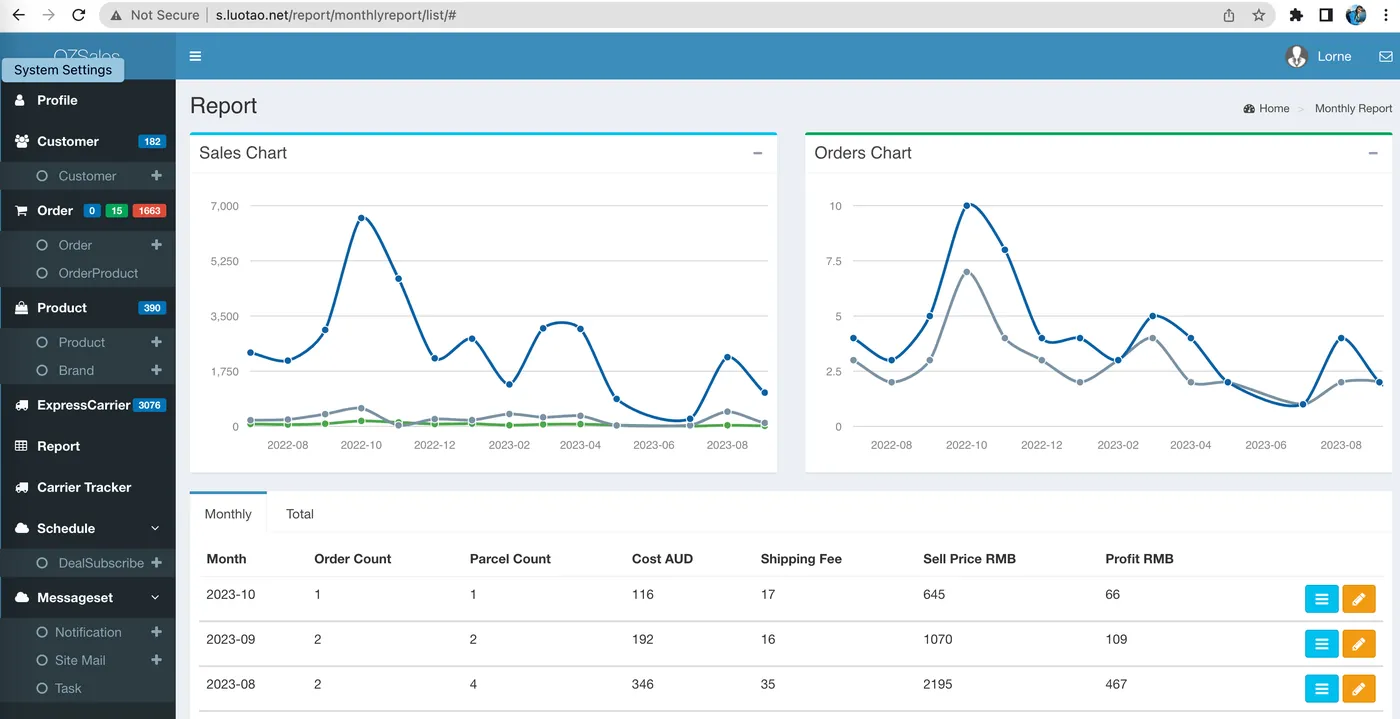 Not Secure | s.luotao.net/report/monthlyreport/list/#
OZSales
System Settings
Lorne
Profile
Customer 182
Customer
Order 0 15 1663
Order
OrderProduct
Product 390
Product
Brand
ExpressCarrier 3076
Report
Carrier Tracker
Schedule
DealSubscribe
Messageset
Notification
Site Mail
Task
Report
Home > Monthly Report
Sales Chart
7,000
5,250
3,500
1,750
0
2022-08 2022-10 2022-12 2023-02 2023-04 2023-06 2023-08
Orders Chart
10
7.5
5
2.5
0
2022-08 2022-10 2022-12 2023-02 2023-04 2023-06 2023-08
Monthly Total
Month Order Count Parcel Count Cost AUD Shipping Fee Sell Price RMB Profit RMB
2023-10 1 1 116 17 645 66
2023-09 2 2 192 16 1070 109
2023-08 2 4 346 35 2195 467